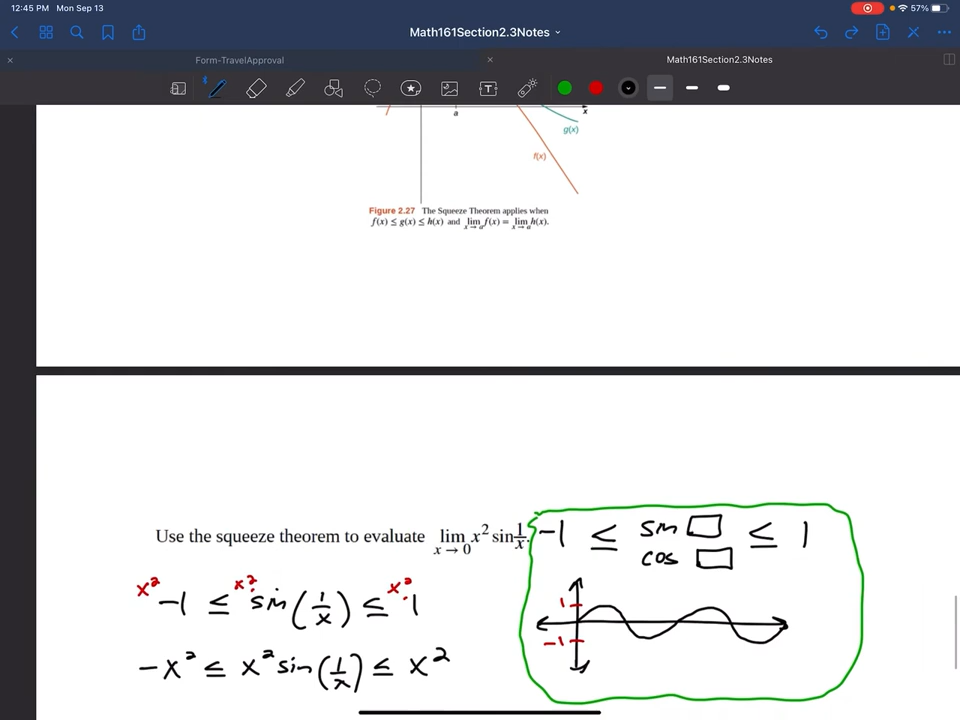 12:45 PM Mon Sep 13
57%
Math161Section2.3Notes
Form-TravelApproval
Math161Section2.3Notes
T
a
x
g(x)
f(x)
Figure 2.27 The Squeeze Theorem applies when
f(x) ≤ g(x) ≤ h(x) and lim x→a f(x) = lim x→a h(x).
Use the squeeze theorem to evaluate lim x→0 x² sin 1/x.
-1 ≤ sin □ ≤ 1
cos □
x² · -1 ≤ x² · sin(1/x) ≤ x² · 1
1
-1
-x² ≤ x² sin(1/x) ≤ x²